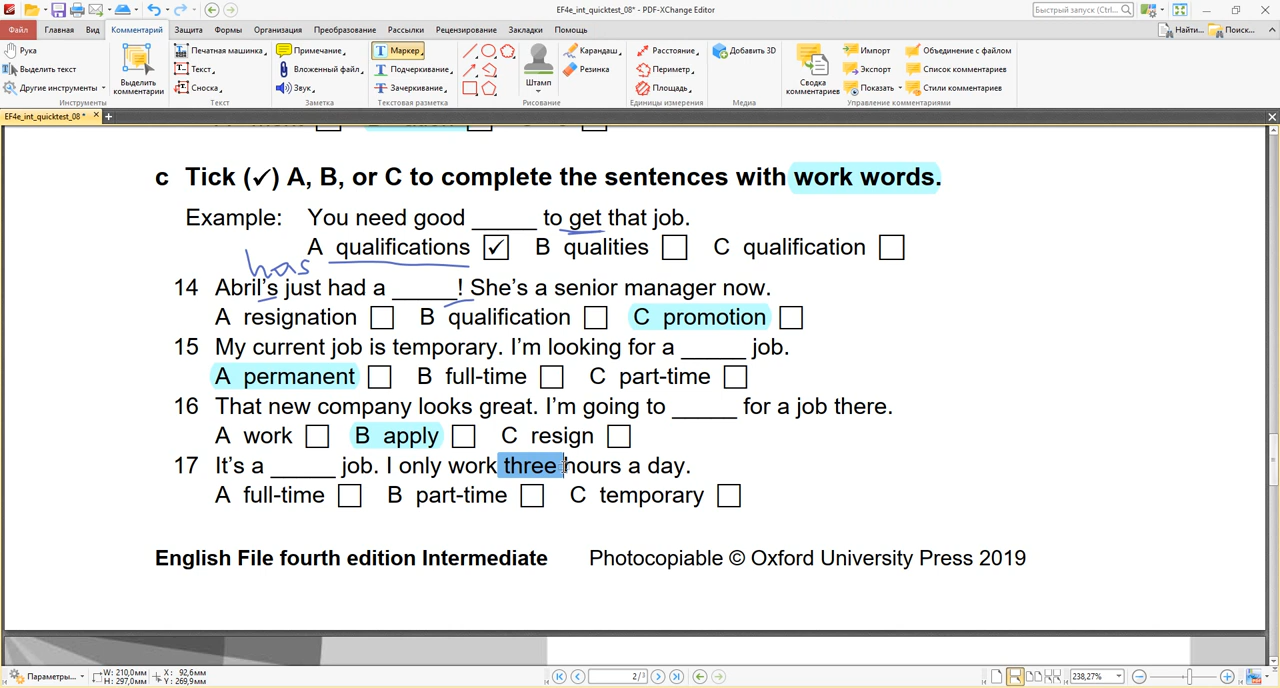 EF4e_int_quicktest_08* - PDF-XChange Editor
Быстрый запуск (Ctrl...
Файл Главная Вид Комментарий Защита Формы Организация Преобразование Рассылки Рецензирование Закладки Помощь Найти... Поиск...
Рука
Выделить текст
Другие инструменты
Инструменты
Выделить комментарии
Печатная машинка
Текст
Сноска
Текст
Примечание
Вложенный файл
Звук
Заметка
Маркер
Подчеркивание
Зачеркивание
Текстовая разметка
Штамп
Карандаш
Резинка
Рисование
Расстояние
Периметр
Площадь
Единицы измерения
Добавить 3D
Медиа
Сводка комментариев
Импорт
Экспорт
Показать
Объединение с файлом
Список комментариев
Стили комментариев
Управление комментариями
EF4e_int_quicktest_08 *
c Tick (✓) A, B, or C to complete the sentences with work words.
Example: You need good _____ to get that job.
A qualifications ✓ B qualities C qualification
has
14 Abril’s just had a _____! She’s a senior manager now.
A resignation B qualification C promotion
15 My current job is temporary. I’m looking for a _____ job.
A permanent B full-time C part-time
16 That new company looks great. I’m going to _____ for a job there.
A work B apply C resign
17 It’s a _____ job. I only work three hours a day.
A full-time B part-time C temporary
English File fourth edition Intermediate Photocopiable © Oxford University Press 2019
Параметры...
W: 210,0мм
H: 297,0мм
X: 92,6мм
Y: 269,9мм
238,27%